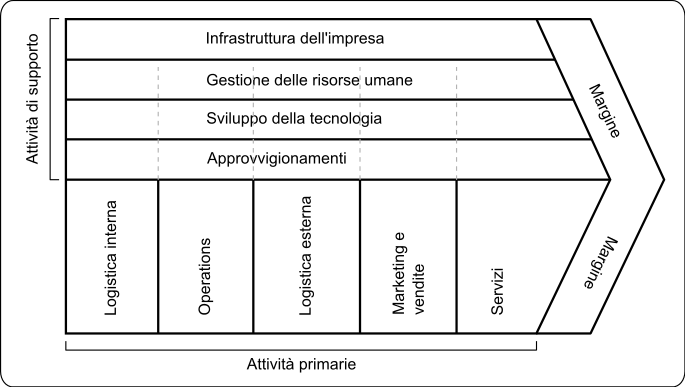 Attività di supporto
Infrastruttura dell'impresa
Gestione delle risorse umane
Sviluppo della tecnologia
Approvvigionamenti
Margine
Logistica interna
Operations
Logistica esterna
Marketing e
vendite
Servizi
Margine
Attività primarie